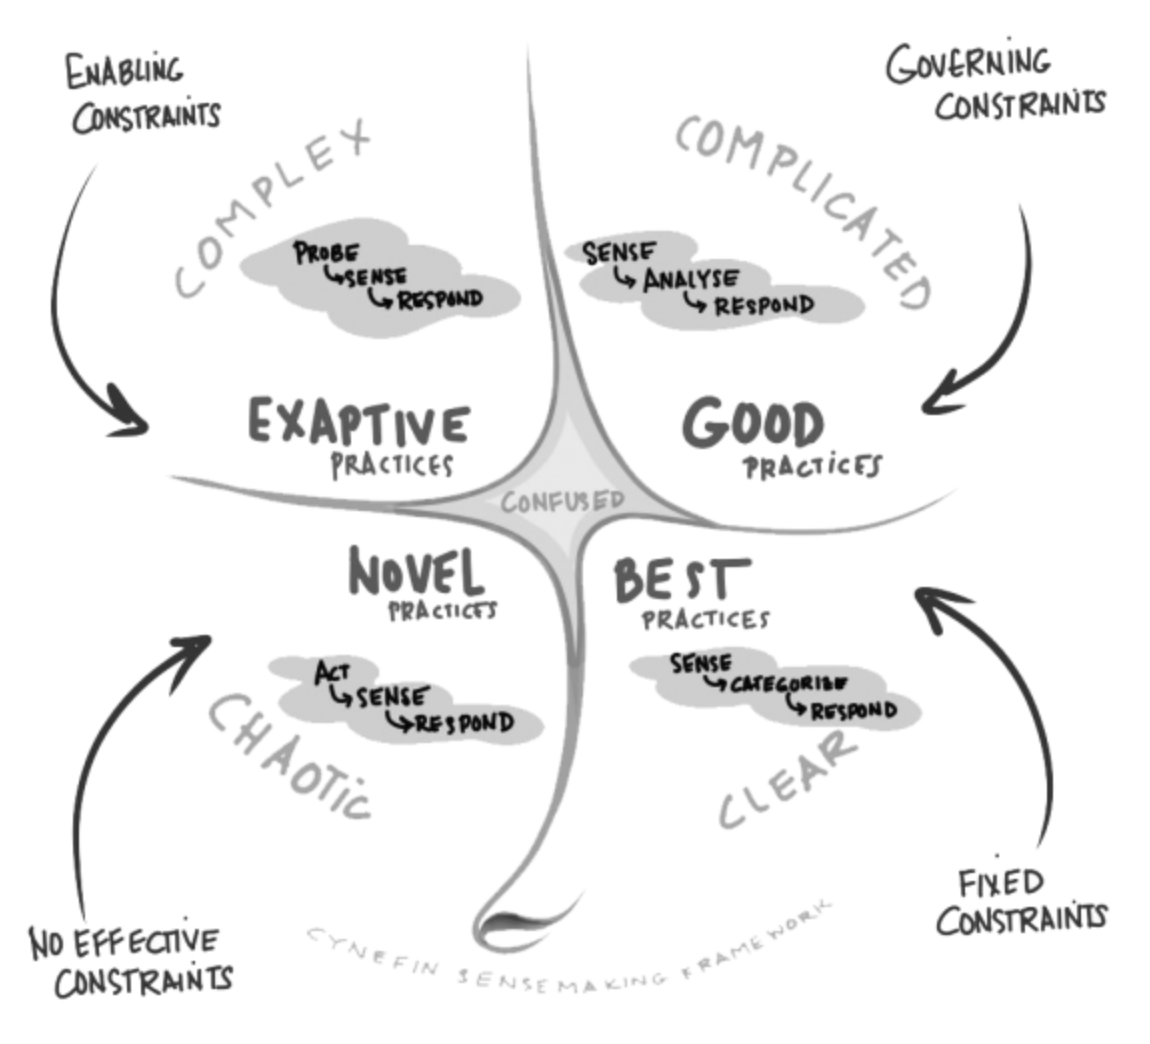 ENABLING
CONSTRAINTS
GOVERNING
CONSTRAINTS
COMPLEX
COMPLICATED
PROBE
SENSE
RESPOND
SENSE
ANALYSE
RESPOND
EXAPTIVE
PRACTICES
GOOD
PRACTICES
CONFUSED
NOVEL
PRACTICES
BEST
PRACTICES
ACT
SENSE
RESPOND
SENSE
CATEGORISE
RESPOND
CHAOTIC
CLEAR
NO EFFECTIVE
CONSTRAINTS
FIXED
CONSTRAINTS
CYNEFIN SENSEMAKING FRAMEWORK